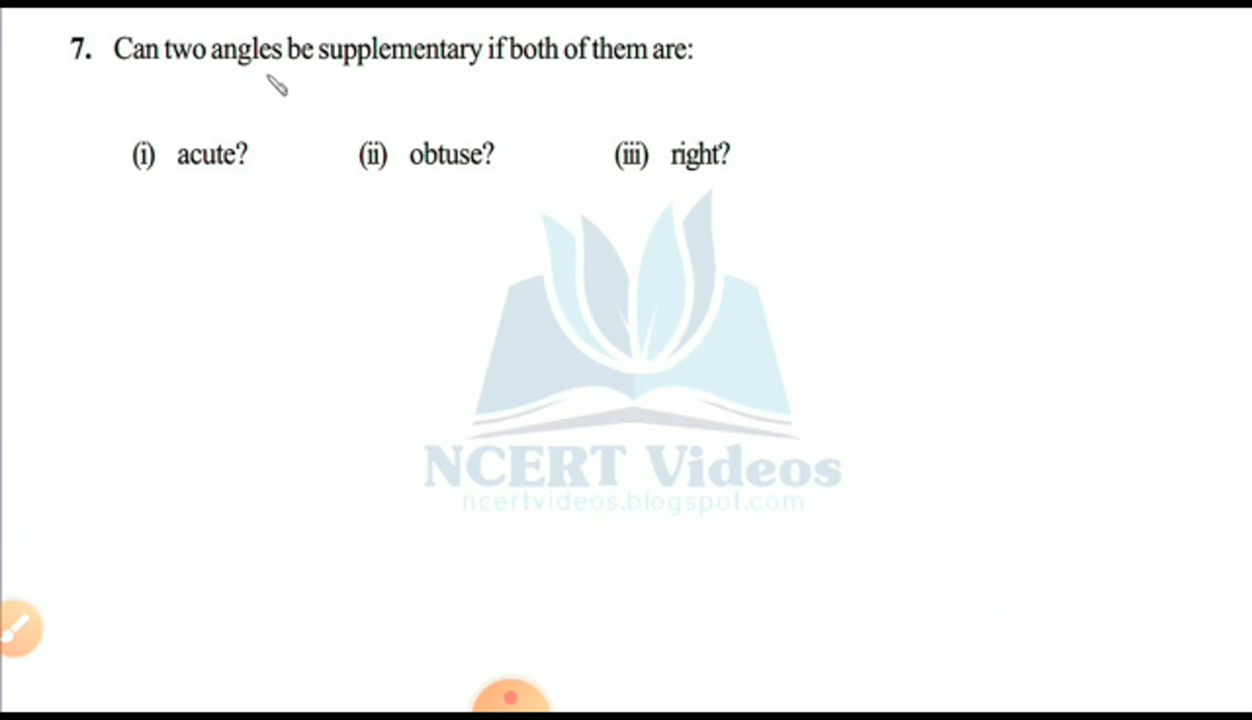 7. Can two angles be supplementary if both of them are:
(i) acute? (ii) obtuse? (iii) right?
NCERT Videos
ncertvideos.blogspot.com